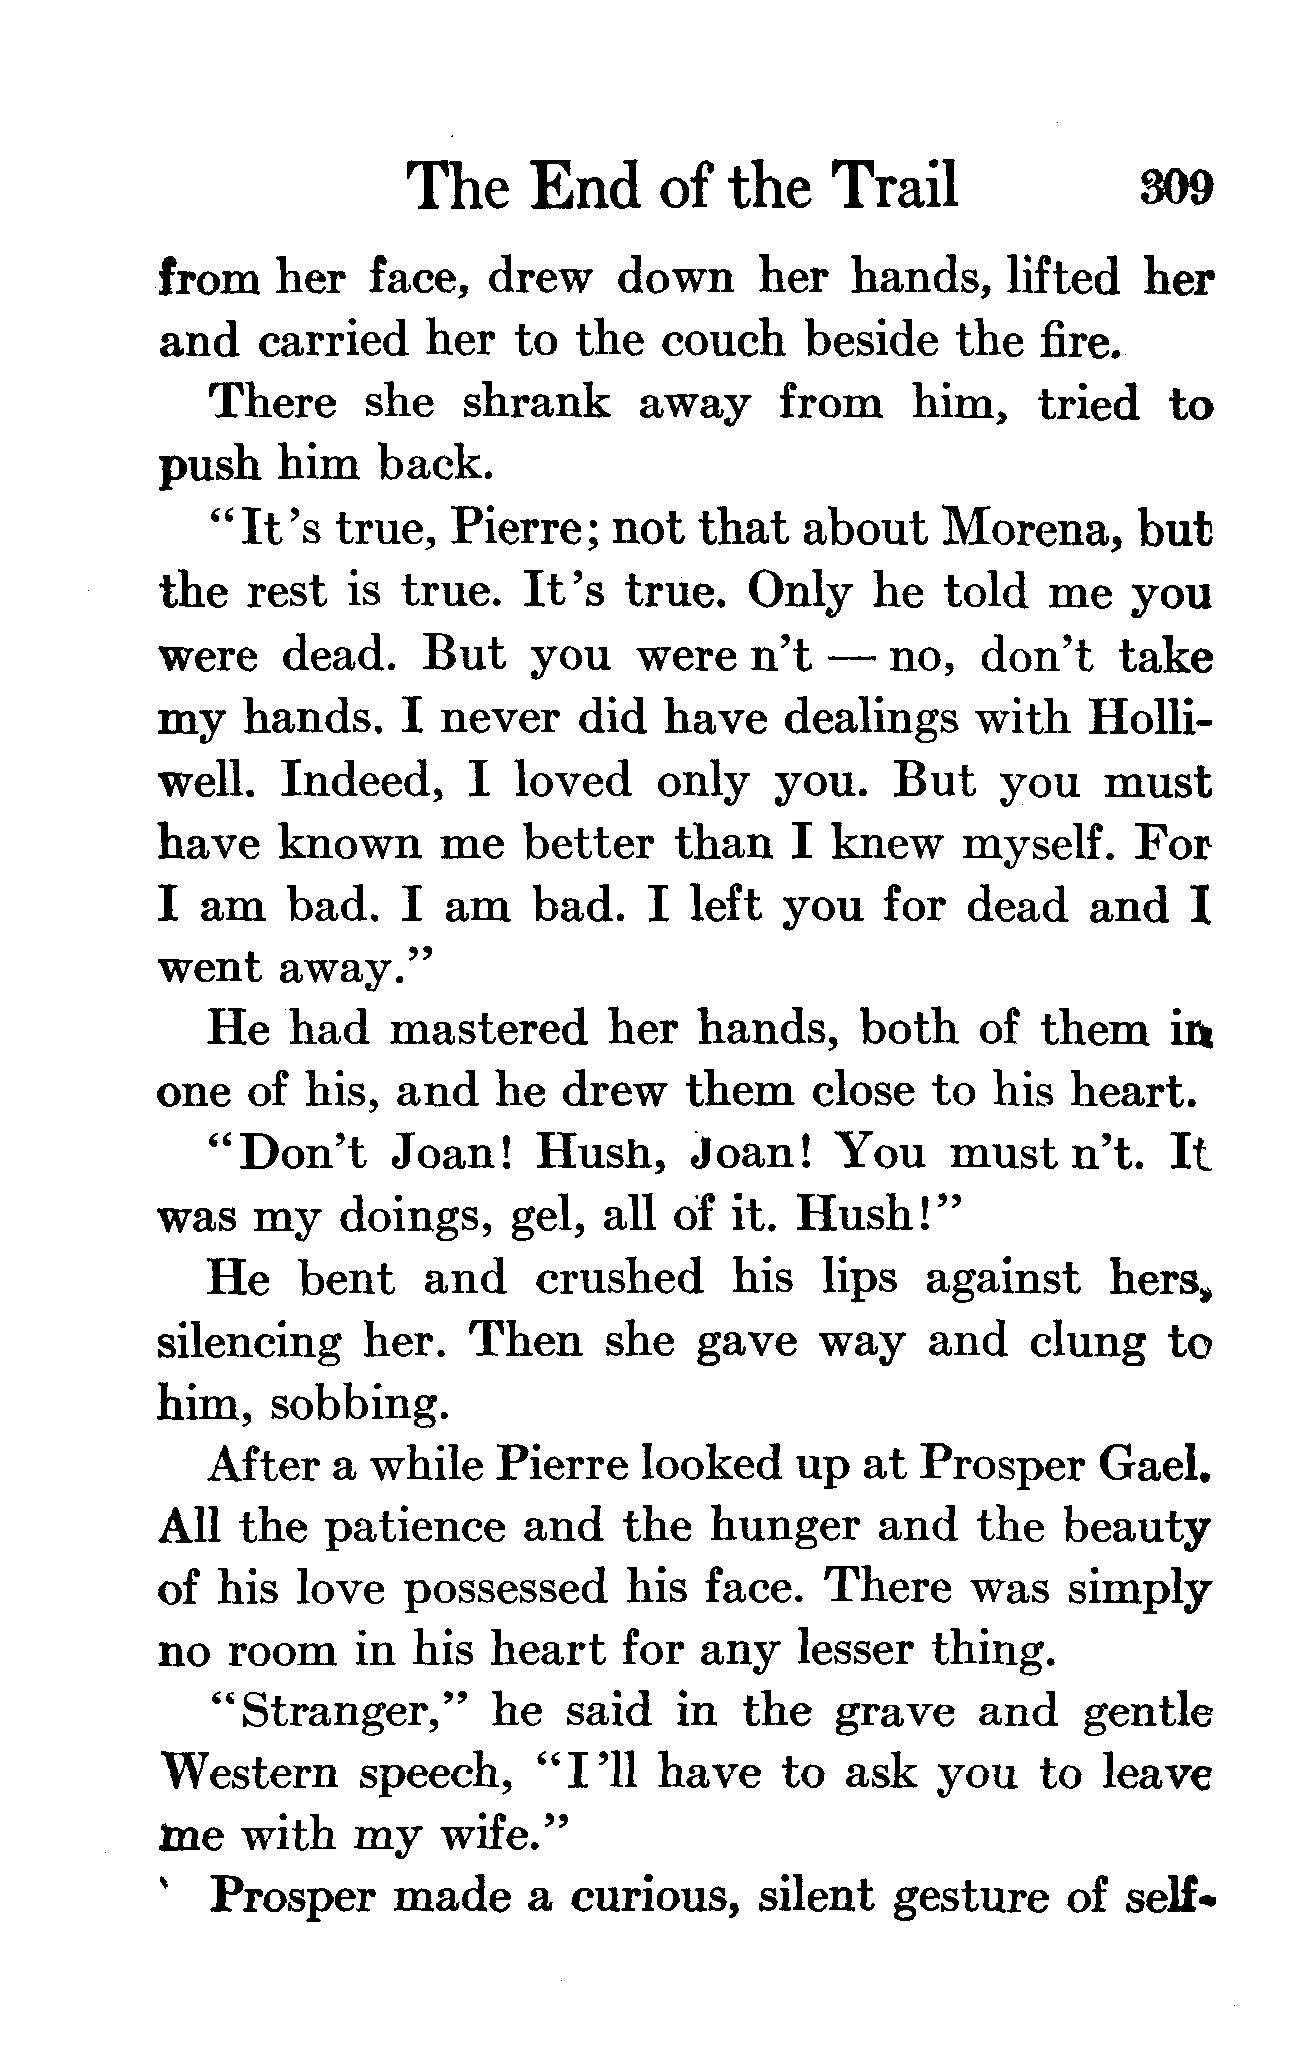 The End of the Trail 309
from her face, drew down her hands, lifted her
and carried her to the couch beside the fire.
There she shrank away from him, tried to
push him back.
"It's true, Pierre; not that about Morena, but
the rest is true. It's true. Only he told me you
were dead. But you were n't — no, don't take
my hands. I never did have dealings with Holli-
well. Indeed, I loved only you. But you must
have known me better than I knew myself. For
I am bad. I am bad. I left you for dead and I
went away."
He had mastered her hands, both of them in
one of his, and he drew them close to his heart.
"Don't Joan! Hush, Joan! You must n't. It
was my doings, gel, all of it. Hush!"
He bent and crushed his lips against hers,
silencing her. Then she gave way and clung to
him, sobbing.
After a while Pierre looked up at Prosper Gael.
All the patience and the hunger and the beauty
of his love possessed his face. There was simply
no room in his heart for any lesser thing.
"Stranger," he said in the grave and gentle
Western speech, "I'll have to ask you to leave
me with my wife."
Prosper made a curious, silent gesture of self-